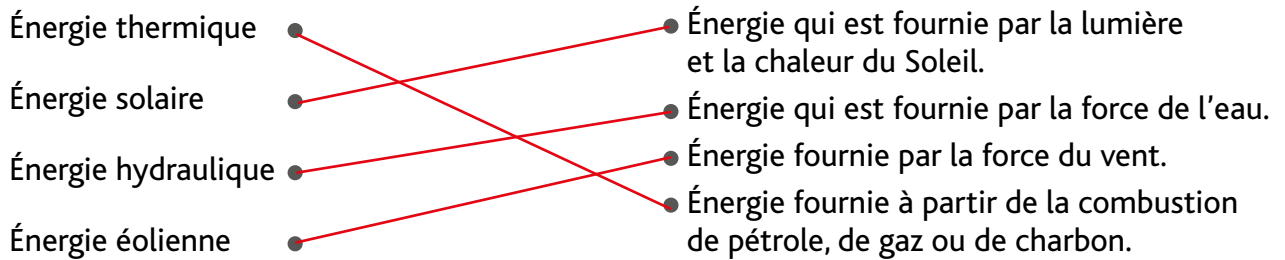 Énergie thermique
Énergie solaire
Énergie hydraulique
Énergie éolienne
Énergie qui est fournie par la lumière
et la chaleur du Soleil.
Énergie qui est fournie par la force de l’eau.
Énergie fournie par la force du vent.
Énergie fournie à partir de la combustion
de pétrole, de gaz ou de charbon.